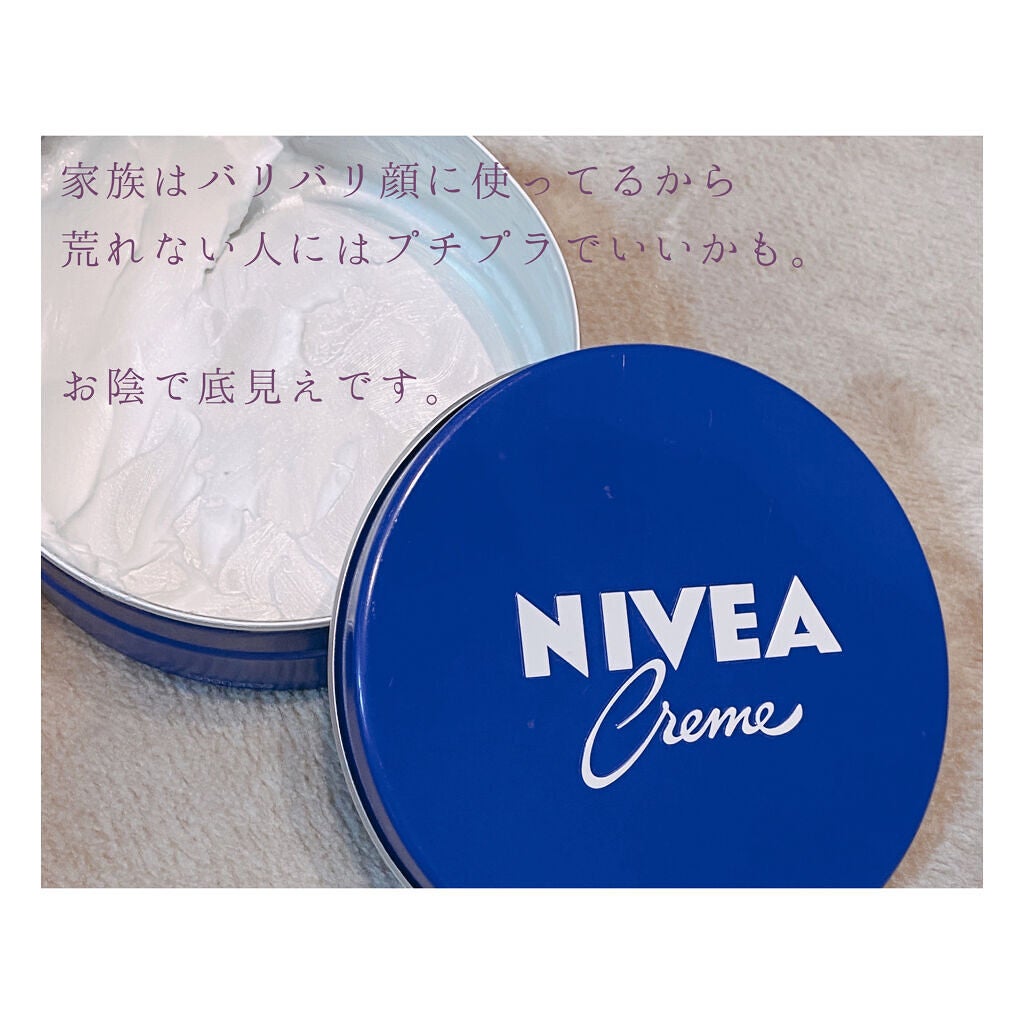 家族はバリバリ顔に使ってるから
荒れない人にはプチプラでいいかも。
お陰で底見えです。
NIVEA
Creme